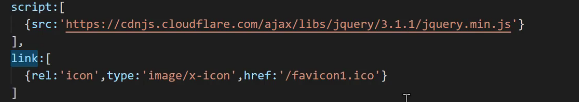 script:[
{src:'https://cdnjs.cloudflare.com/ajax/libs/jquery/3.1.1/jquery.min.js'}
],
link:[
{rel:'icon',type:'image/x-icon',href:'/favicon1.ico'}
]